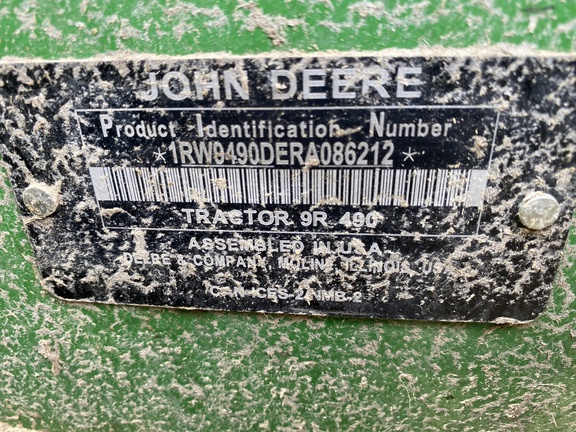 JOHN DEERE
Product Identification Number
*1RW9490DERA086212*
TRACTOR 9R 490
ASSEMBLED IN U.S.A.
DEERE & COMPANY, MOLINE, ILLINOIS, USA
CAN ICES-2/NMB-2